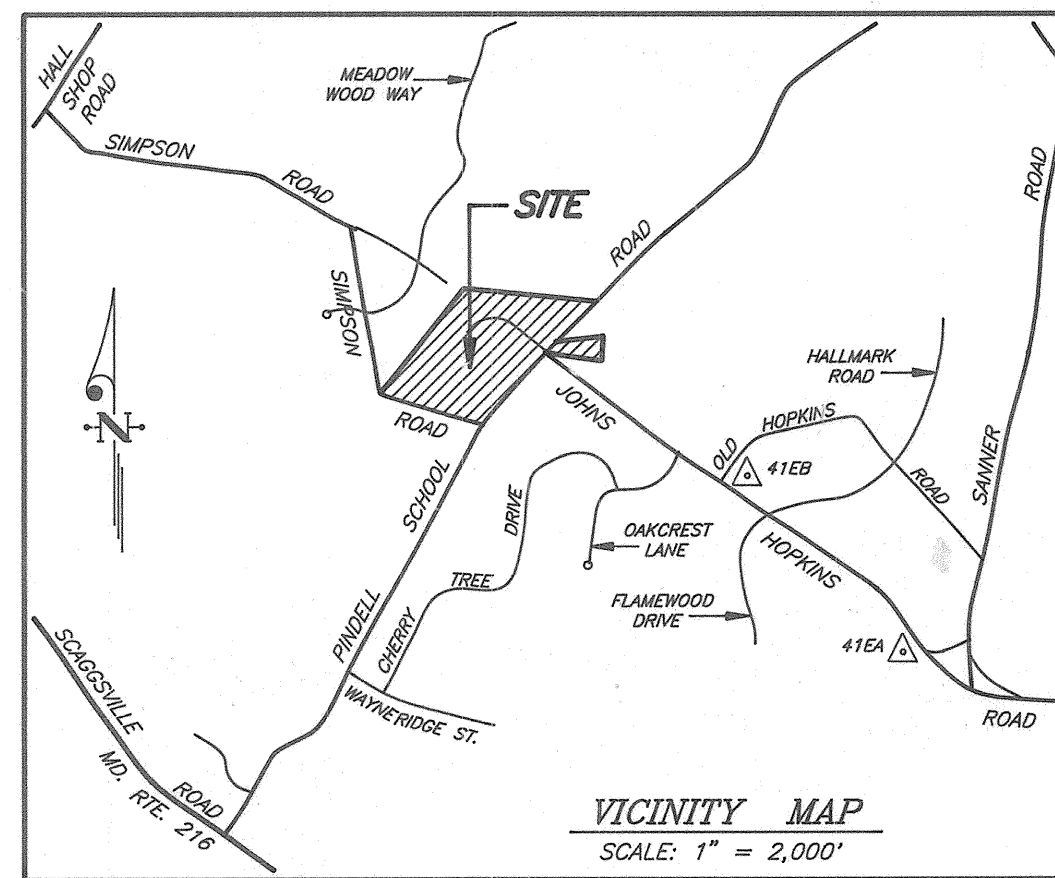 HALL
SHOP
ROAD
MEADOW
WOOD WAY
SIMPSON
ROAD
SITE
ROAD
ROAD
SIMPSON
ROAD
HALLMARK
ROAD
JOHNS
OLD
HOPKINS
ROAD
41EB
SANNER
SCHOOL
DRIVE
OAKCREST
LANE
HOPKINS
TREE
FLAMEWOOD
DRIVE
CHERRY
PINDELL
41EA
N
SCAGGSVILLE
ROAD
MD. RTE. 216
WAYNERIDGE ST.
ROAD
VICINITY MAP
SCALE: 1" = 2,000'